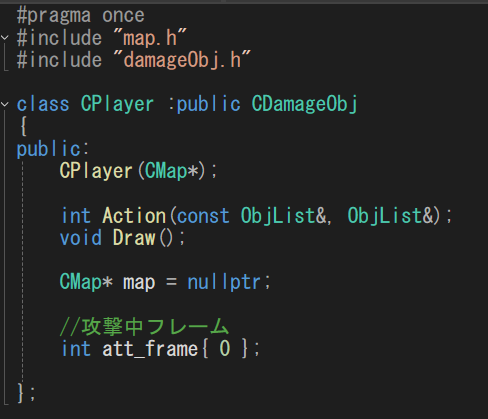 #pragma once
#include "map.h"
#include "damageObj.h"
class CPlayer :public CDamageObj
{
public:
CPlayer(CMap*);
int Action(const ObjList&, ObjList&);
void Draw();
CMap* map = nullptr;
//攻撃中フレーム
int att_frame{ 0 };
};